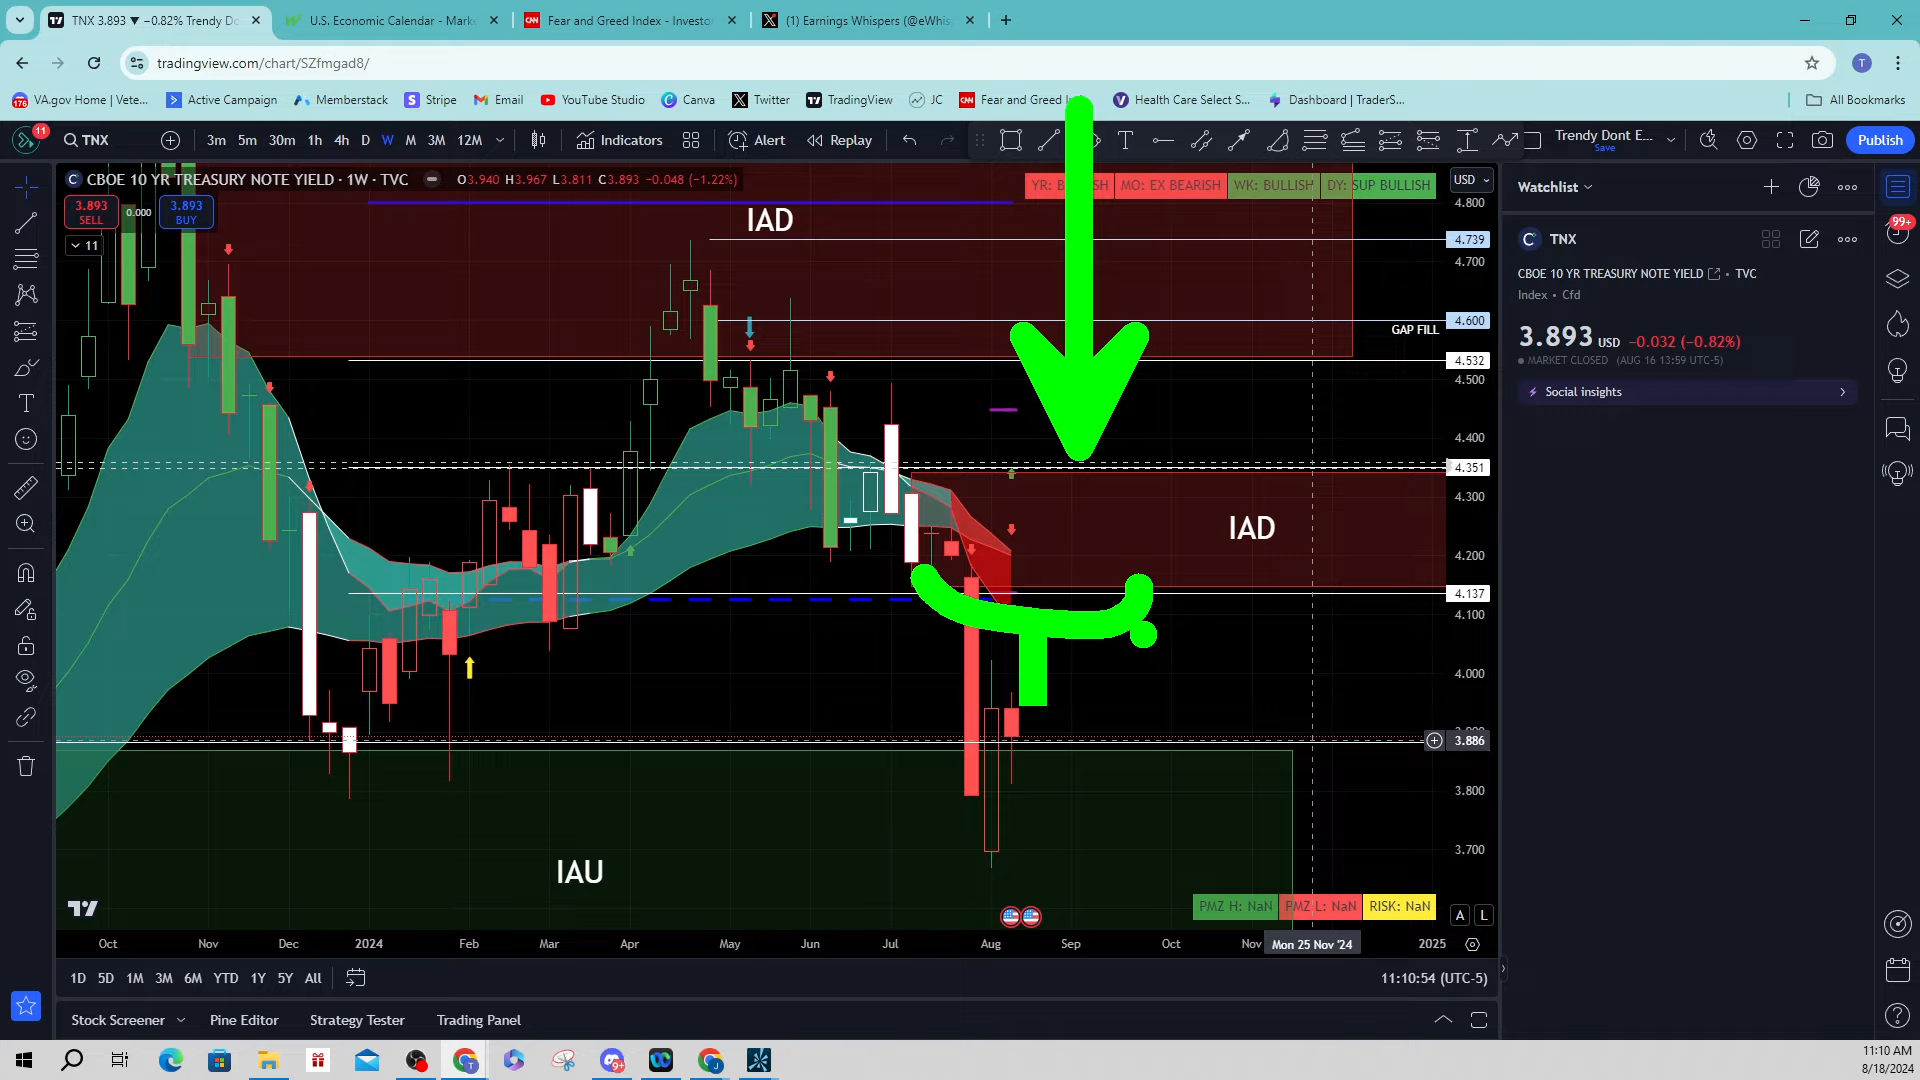 TNX 3.893 ▼ −0.82% Trendy Do
U.S. Economic Calendar - Mark
Fear and Greed Index - Investor
(1) Earnings Whispers (@eWhis
tradingview.com/chart/SZfmgad8/
T
176
VA.gov Home | Vete...
Active Campaign
Memberstack
Stripe
Email
YouTube Studio
Canva
Twitter
TradingView
JC
Fear and Greed
Health Care Select S...
Dashboard | TraderS...
All Bookmarks
11
TNX
3m 5m 30m 1h 4h D W M 3M 12M
Indicators
Alert
Replay
Trendy Dont E...
Save
Publish
CBOE 10 YR TREASURY NOTE YIELD · 1W · TVC
O3.940 H3.967 L3.811 C3.893 −0.048 (−1.22%)
MO: EX BEARISH
WK: BULLISH
DY: SUP BULLISH
USD
3.893
SELL
0.000
3.893
BUY
11
IAD
GAP FILL
IAD
IAU
4.800
4.739
4.700
4.600
4.532
4.500
4.400
4.351
4.300
4.200
4.137
4.100
4.000
3.886
3.800
3.700
PMZ H: NaN
PMZ L: NaN
RISK: NaN
A
L
Oct Nov Dec 2024 Feb Mar Apr May Jun Jul Aug Sep Oct Nov Mon 25 Nov '24 2025
1D 5D 1M 3M 6M YTD 1Y 5Y All
11:10:54 (UTC-5)
Stock Screener
Pine Editor
Strategy Tester
Trading Panel
Watchlist
TNX
CBOE 10 YR TREASURY NOTE YIELD • TVC
Index • Cfd
3.893 USD −0.032 (−0.82%)
MARKET CLOSED (AUG 16 13:59 UTC-5)
Social insights
99+
9+
11:10 AM
8/18/2024